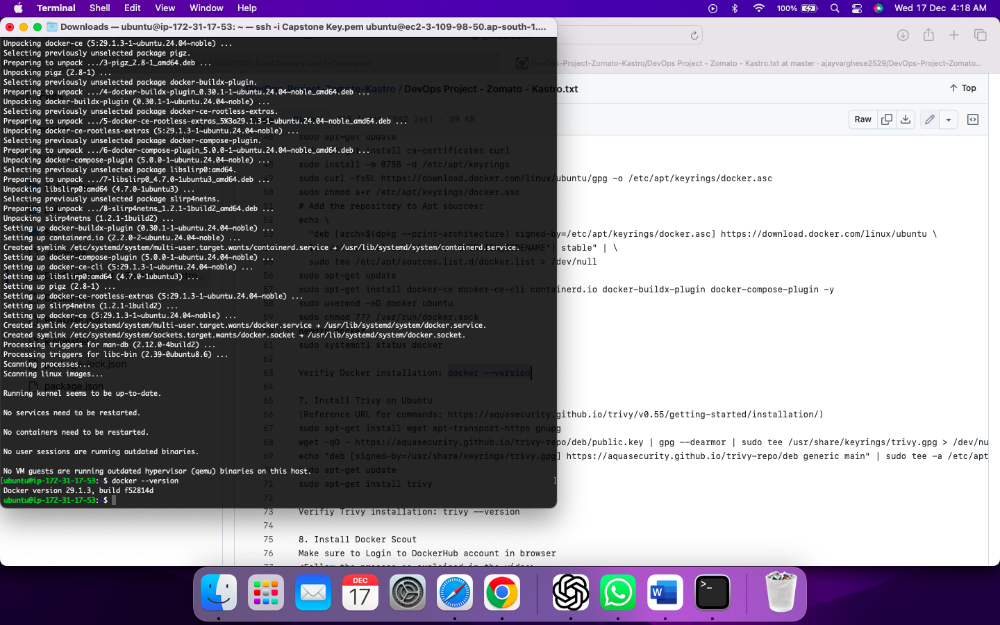 Terminal Shell Edit View Window Help 100% Wed 17 Dec 4:18 AM
Downloads — ubuntu@ip-172-31-17-53: ~ — ssh -i Capstone Key.pem ubuntu@ec2-3-109-98-50.ap-south-1....
Unpacking docker-ce (5:29.1.3-1~ubuntu.24.04~noble) ...
Selecting previously unselected package pigz.
Preparing to unpack .../3-pigz_2.8-1_amd64.deb ...
Unpacking pigz (2.8-1) ...
Selecting previously unselected package docker-buildx-plugin.
Preparing to unpack .../4-docker-buildx-plugin_0.30.1-1~ubuntu.24.04~noble_amd64.deb ...
Unpacking docker-buildx-plugin (0.30.1-1~ubuntu.24.04~noble) ...
Selecting previously unselected package docker-ce-rootless-extras.
Preparing to unpack .../5-docker-ce-rootless-extras_5%3a29.1.3-1~ubuntu.24.04~noble_amd64.deb ...
Unpacking docker-ce-rootless-extras (5:29.1.3-1~ubuntu.24.04~noble) ...
Selecting previously unselected package docker-compose-plugin.
Preparing to unpack .../6-docker-compose-plugin_5.0.0-1~ubuntu.24.04~noble_amd64.deb ...
Unpacking docker-compose-plugin (5.0.0-1~ubuntu.24.04~noble) ...
Selecting previously unselected package libslirp0:amd64.
Preparing to unpack .../7-libslirp0_4.7.0-1ubuntu3_amd64.deb ...
Unpacking libslirp0:amd64 (4.7.0-1ubuntu3) ...
Selecting previously unselected package slirp4netns.
Preparing to unpack .../8-slirp4netns_1.2.1-1build2_amd64.deb ...
Unpacking slirp4netns (1.2.1-1build2) ...
Setting up docker-buildx-plugin (0.30.1-1~ubuntu.24.04~noble) ...
Setting up containerd.io (2.2.0-2~ubuntu.24.04~noble) ...
Created symlink /etc/systemd/system/multi-user.target.wants/containerd.service → /usr/lib/systemd/system/containerd.service.
Setting up docker-compose-plugin (5.0.0-1~ubuntu.24.04~noble) ...
Setting up docker-ce-cli (5:29.1.3-1~ubuntu.24.04~noble) ...
Setting up libslirp0:amd64 (4.7.0-1ubuntu3) ...
Setting up pigz (2.8-1) ...
Setting up docker-ce-rootless-extras (5:29.1.3-1~ubuntu.24.04~noble) ...
Setting up slirp4netns (1.2.1-1build2) ...
Setting up docker-ce (5:29.1.3-1~ubuntu.24.04~noble) ...
Created symlink /etc/systemd/system/multi-user.target.wants/docker.service → /usr/lib/systemd/system/docker.service.
Created symlink /etc/systemd/system/sockets.target.wants/docker.socket → /usr/lib/systemd/system/docker.socket.
Processing triggers for man-db (2.12.0-4build2) ...
Processing triggers for libc-bin (2.39-0ubuntu8.6) ...
Scanning processes...
Scanning linux images...
Running kernel seems to be up-to-date.
No services need to be restarted.
No containers need to be restarted.
No user sessions are running outdated binaries.
No VM guests are running outdated hypervisor (qemu) binaries on this host.
[ubuntu@ip-172-31-17-53:~$ docker --version ]
Docker version 29.1.3, build f52814d
ubuntu@ip-172-31-17-53:~$
DevOps-Project-Zomato-Kastro/DevOps Project - Zomato - Kastro.txt at master · ajayvarghese2529/DevOps-Project-Zomato...
DevOps-Project-Zomato-Kastro / DevOps Project - Zomato - Kastro.txt Top
(562 loc) · 30 KB Raw
46 sudo apt-get update
install ca-certificates curl
48 sudo install -m 0755 -d /etc/apt/keyrings
49 sudo curl -fsSL https://download.docker.com/linux/ubuntu/gpg -o /etc/apt/keyrings/docker.asc
50 sudo chmod a+r /etc/apt/keyrings/docker.asc
51 # Add the repository to Apt sources:
52 echo \
53 "deb [arch=$(dpkg --print-architecture) signed-by=/etc/apt/keyrings/docker.asc] https://download.docker.com/linux/ubuntu \
stable" | \
55 sudo tee /etc/apt/sources.list.d/docker.list > /dev/null
56 sudo apt-get update
57 sudo apt-get install docker-ce docker-ce-cli containerd.io docker-buildx-plugin docker-compose-plugin -y
58 sudo usermod -aG docker ubuntu
59 sudo chmod 777 /var/run/docker.sock
61 sudo systemctl status docker
62
63 Verifiy Docker installation: docker --version
64
65 7. Install Trivy on Ubuntu
66 (Reference URL for commands: https://aquasecurity.github.io/trivy/v0.55/getting-started/installation/)
67 sudo apt-get install wget apt-transport-https gnupg
68 wget -qO - https://aquasecurity.github.io/trivy-repo/deb/public.key | gpg --dearmor | sudo tee /usr/share/keyrings/trivy.gpg > /dev/nu
69 echo "deb [signed-by=/usr/share/keyrings/trivy.gpg] https://aquasecurity.github.io/trivy-repo/deb generic main" | sudo tee -a /etc/apt
sudo apt-get update
71 sudo apt-get install trivy
72
73 Verifiy Trivy installation: trivy --version
74
75 8. Install Docker Scout
76 Make sure to Login to DockerHub account in browser
package-lock.json
package.json
DEC
17